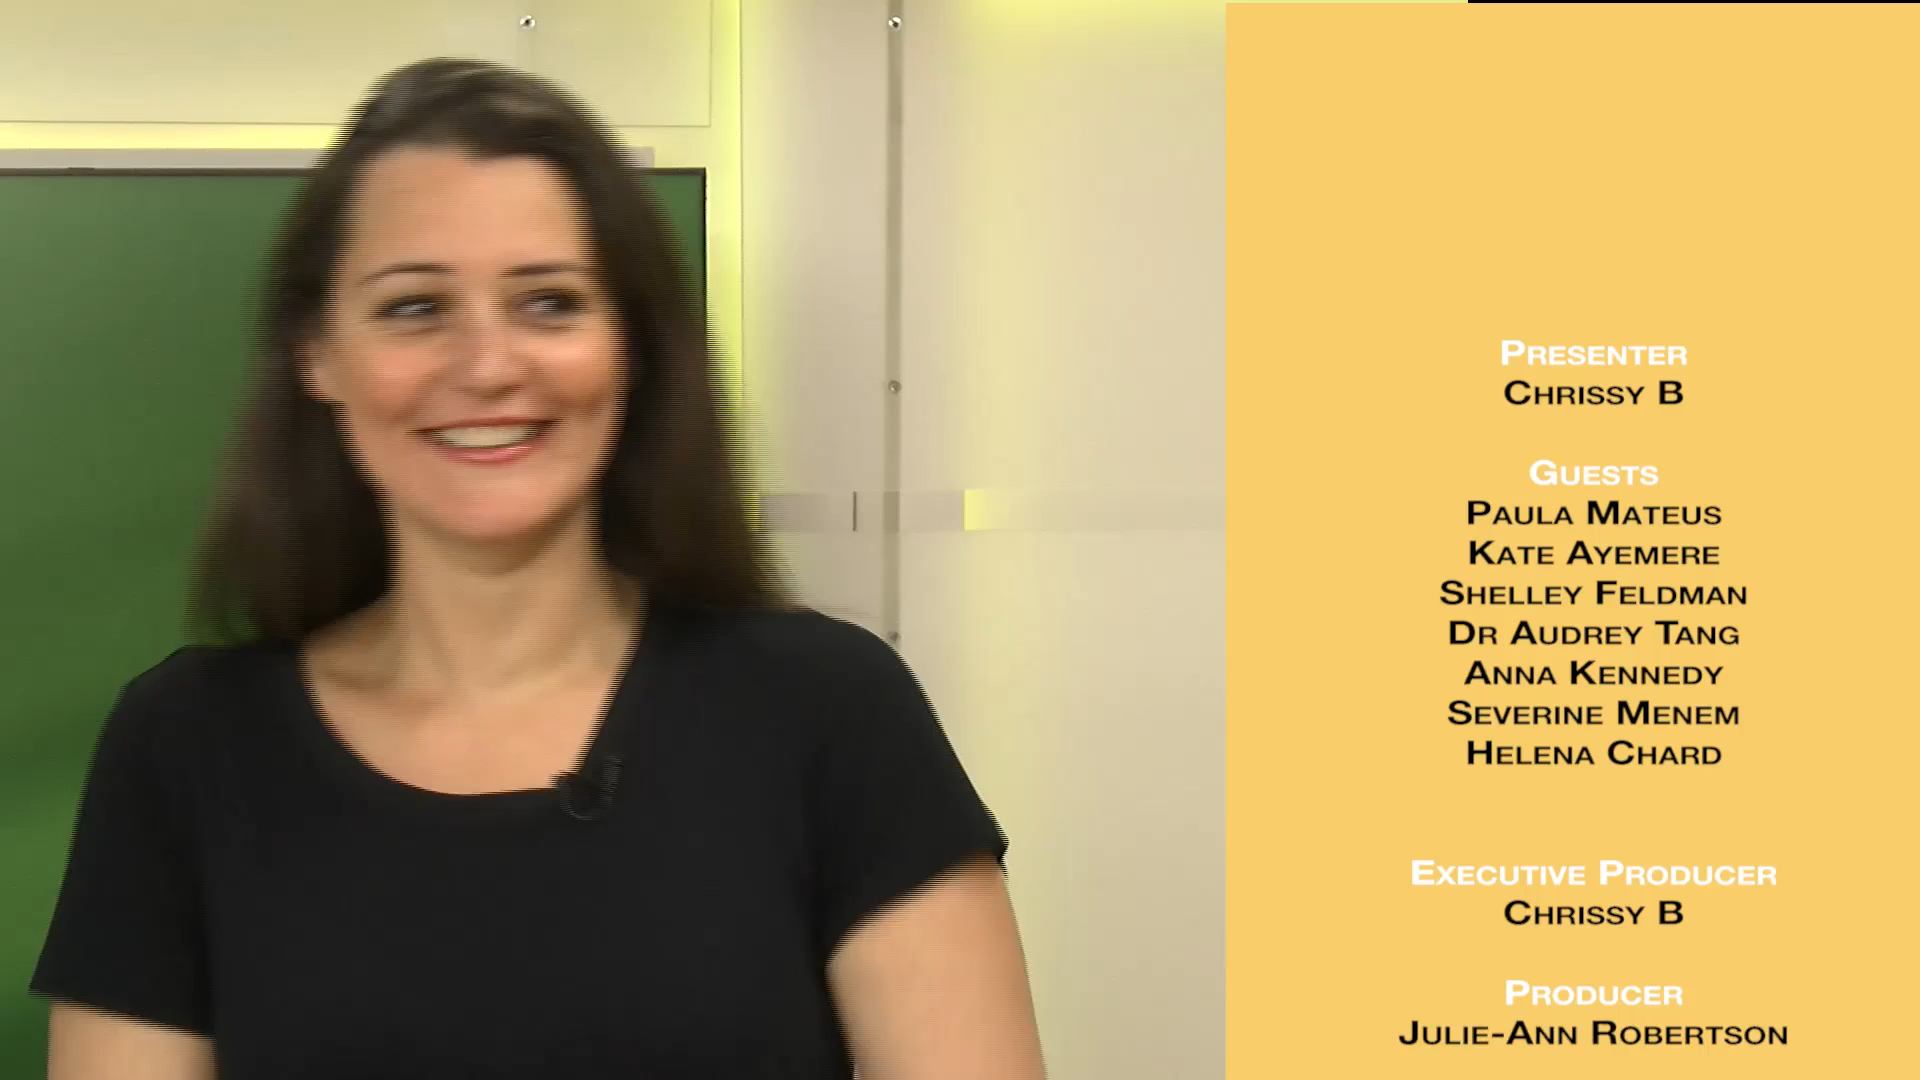 Presenter
Chrissy B
Guests
Paula Mateus
Kate Ayemere
Shelley Feldman
Dr Audrey Tang
Anna Kennedy
Severine Menem
Helena Chard
Executive Producer
Chrissy B
Producer
Julie-Ann Robertson